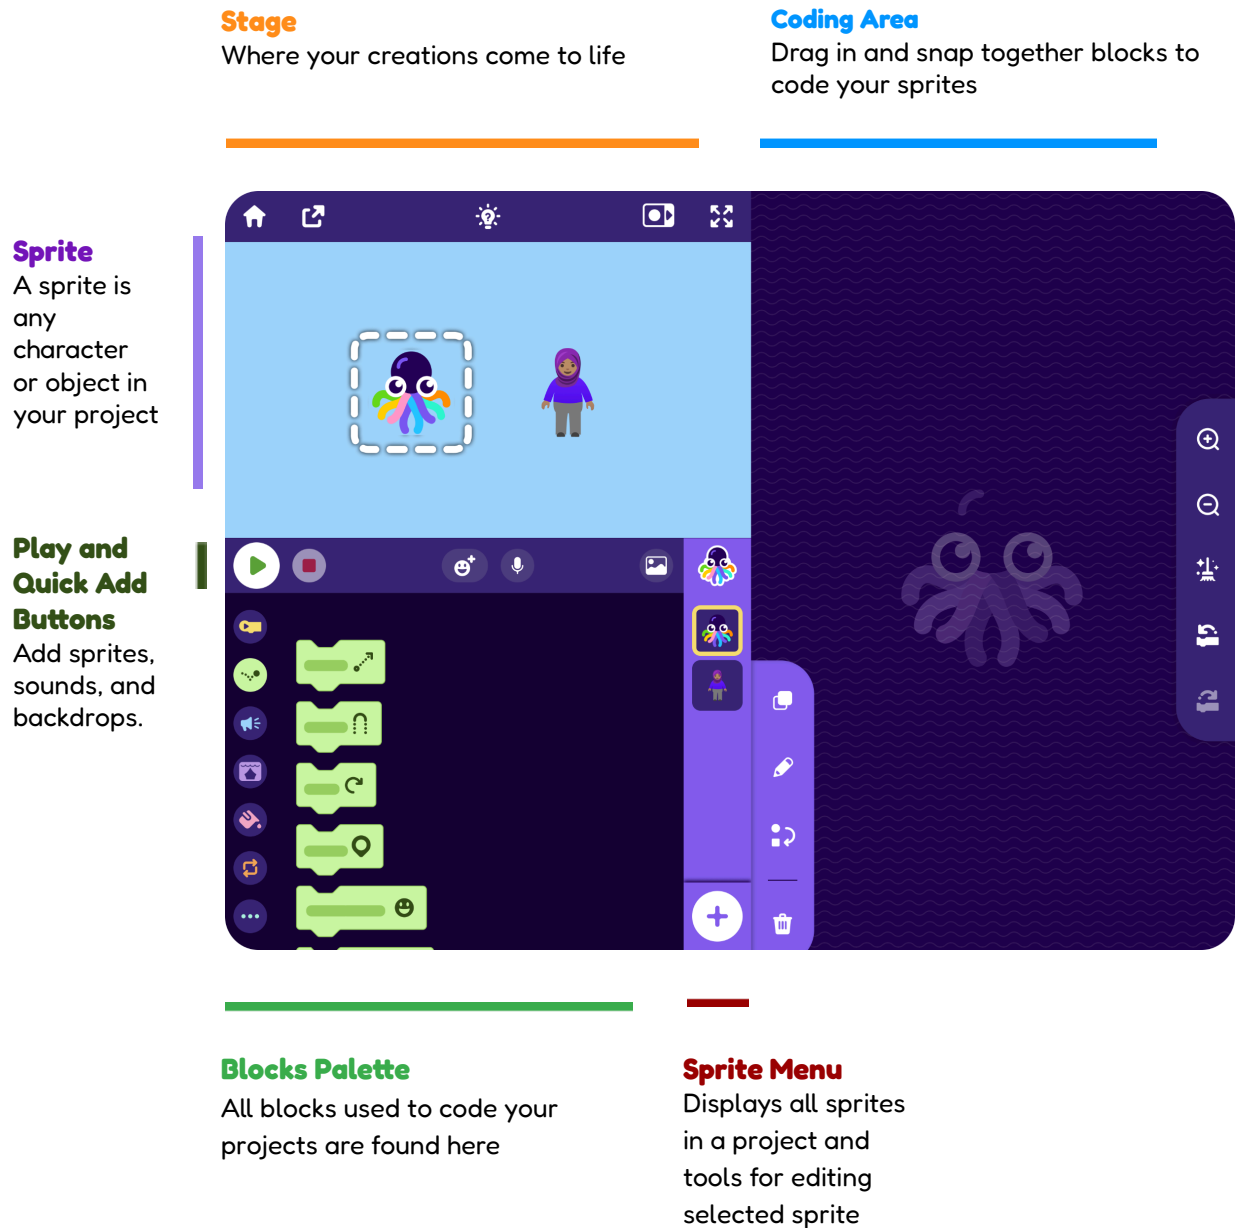 Stage
Where your creations come to life
Coding Area
Drag in and snap together blocks to
code your sprites
Sprite
A sprite is
any
character
or object in
your project
Play and
Quick Add
Buttons
Add sprites,
sounds, and
backdrops.
Blocks Palette
All blocks used to code your
projects are found here
Sprite Menu
Displays all sprites
in a project and
tools for editing
selected sprite